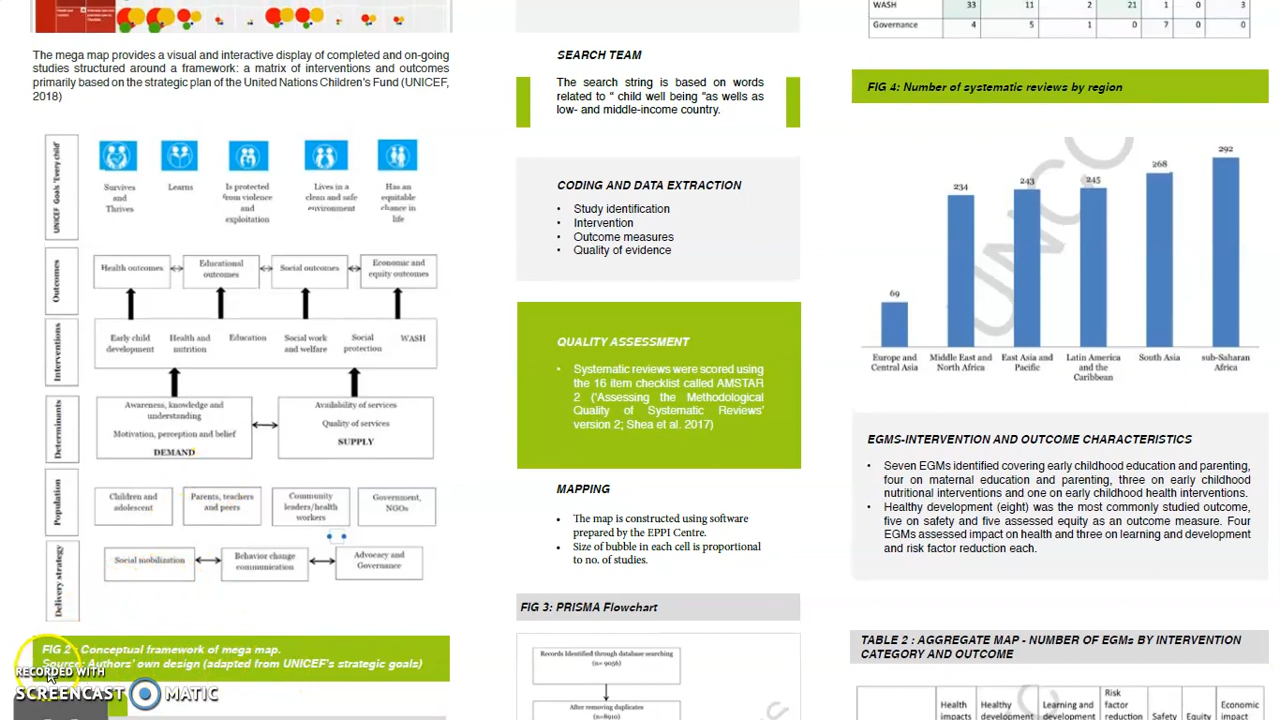 The mega map provides a visual and interactive display of completed and on-going
studies structured around a framework: a matrix of interventions and outcomes
primarily based on the strategic plan of the United Nations Children's Fund (UNICEF,
2018)
UNICEF Goals 'Every child'
Survives
and
Thrives
Learns
Is protected
from violence
and
exploitation
Lives in a
clean and safe
environment
Has an
equitable
chance in
life
Outcomes
Health outcomes
Educational
outcomes
Social outcomes
Economic and
equity outcomes
Interventions
Early child
development
Health and
nutrition
Education
Social work
and welfare
Social
protection
WASH
Determinants
Awareness, knowledge and
understanding
Motivation, perception and belief
DEMAND
Availability of services
Quality of services
SUPPLY
Population
Children and
adolescent
Parents, teachers
and peers
Community
leaders/health
workers
Government,
NGOs
Delivery strategy
Social mobilization
Behavior change
communication
Advocacy and
Governance
FIG 2 : Conceptual framework of mega map.
Source: Authors' own design (adapted from UNICEF's strategic goals)
RECORDED WITH
SCREENCAST MATIC
SEARCH TEAM
The search string is based on words
related to “ child well being “as wells as
low- and middle-income country.
CODING AND DATA EXTRACTION
• Study identification
• Intervention
• Outcome measures
• Quality of evidence
QUALITY ASSESSMENT
• Systematic reviews were scored using
the 16 item checklist called AMSTAR
2 ('Assessing the Methodological
Quality of Systematic Reviews'
version 2; Shea et al. 2017)
MAPPING
• The map is constructed using software
prepared by the EPPI Centre.
• Size of bubble in each cell is proportional
to no. of studies.
FIG 3: PRISMA Flowchart
Records Identified through database searching
(n= 9056)
After removing duplicates
(n=8910)
WASH 33 11 2 21 1 0 3
Governance 4 5 1 0 7 0 0
FIG 4: Number of systematic reviews by region
69
234
243
245
268
292
Europe and
Central Asia
Middle East and
North Africa
East Asia and
Pacific
Latin America
and the
Caribbean
South Asia
sub-Saharan
Africa
EGMS-INTERVENTION AND OUTCOME CHARACTERISTICS
• Seven EGMs identified covering early childhood education and parenting,
four on maternal education and parenting, three on early childhood
nutritional interventions and one on early childhood health interventions.
• Healthy development (eight) was the most commonly studied outcome,
five on safety and five assessed equity as an outcome measure. Four
EGMs assessed impact on health and three on learning and development
and risk factor reduction each.
TABLE 2 : AGGREGATE MAP - NUMBER OF EGMs BY INTERVENTION
CATEGORY AND OUTCOME
Health
impacts
Healthy
development
Learning and
development
Risk
factor
reduction
Safety
Equity
Economic
impact